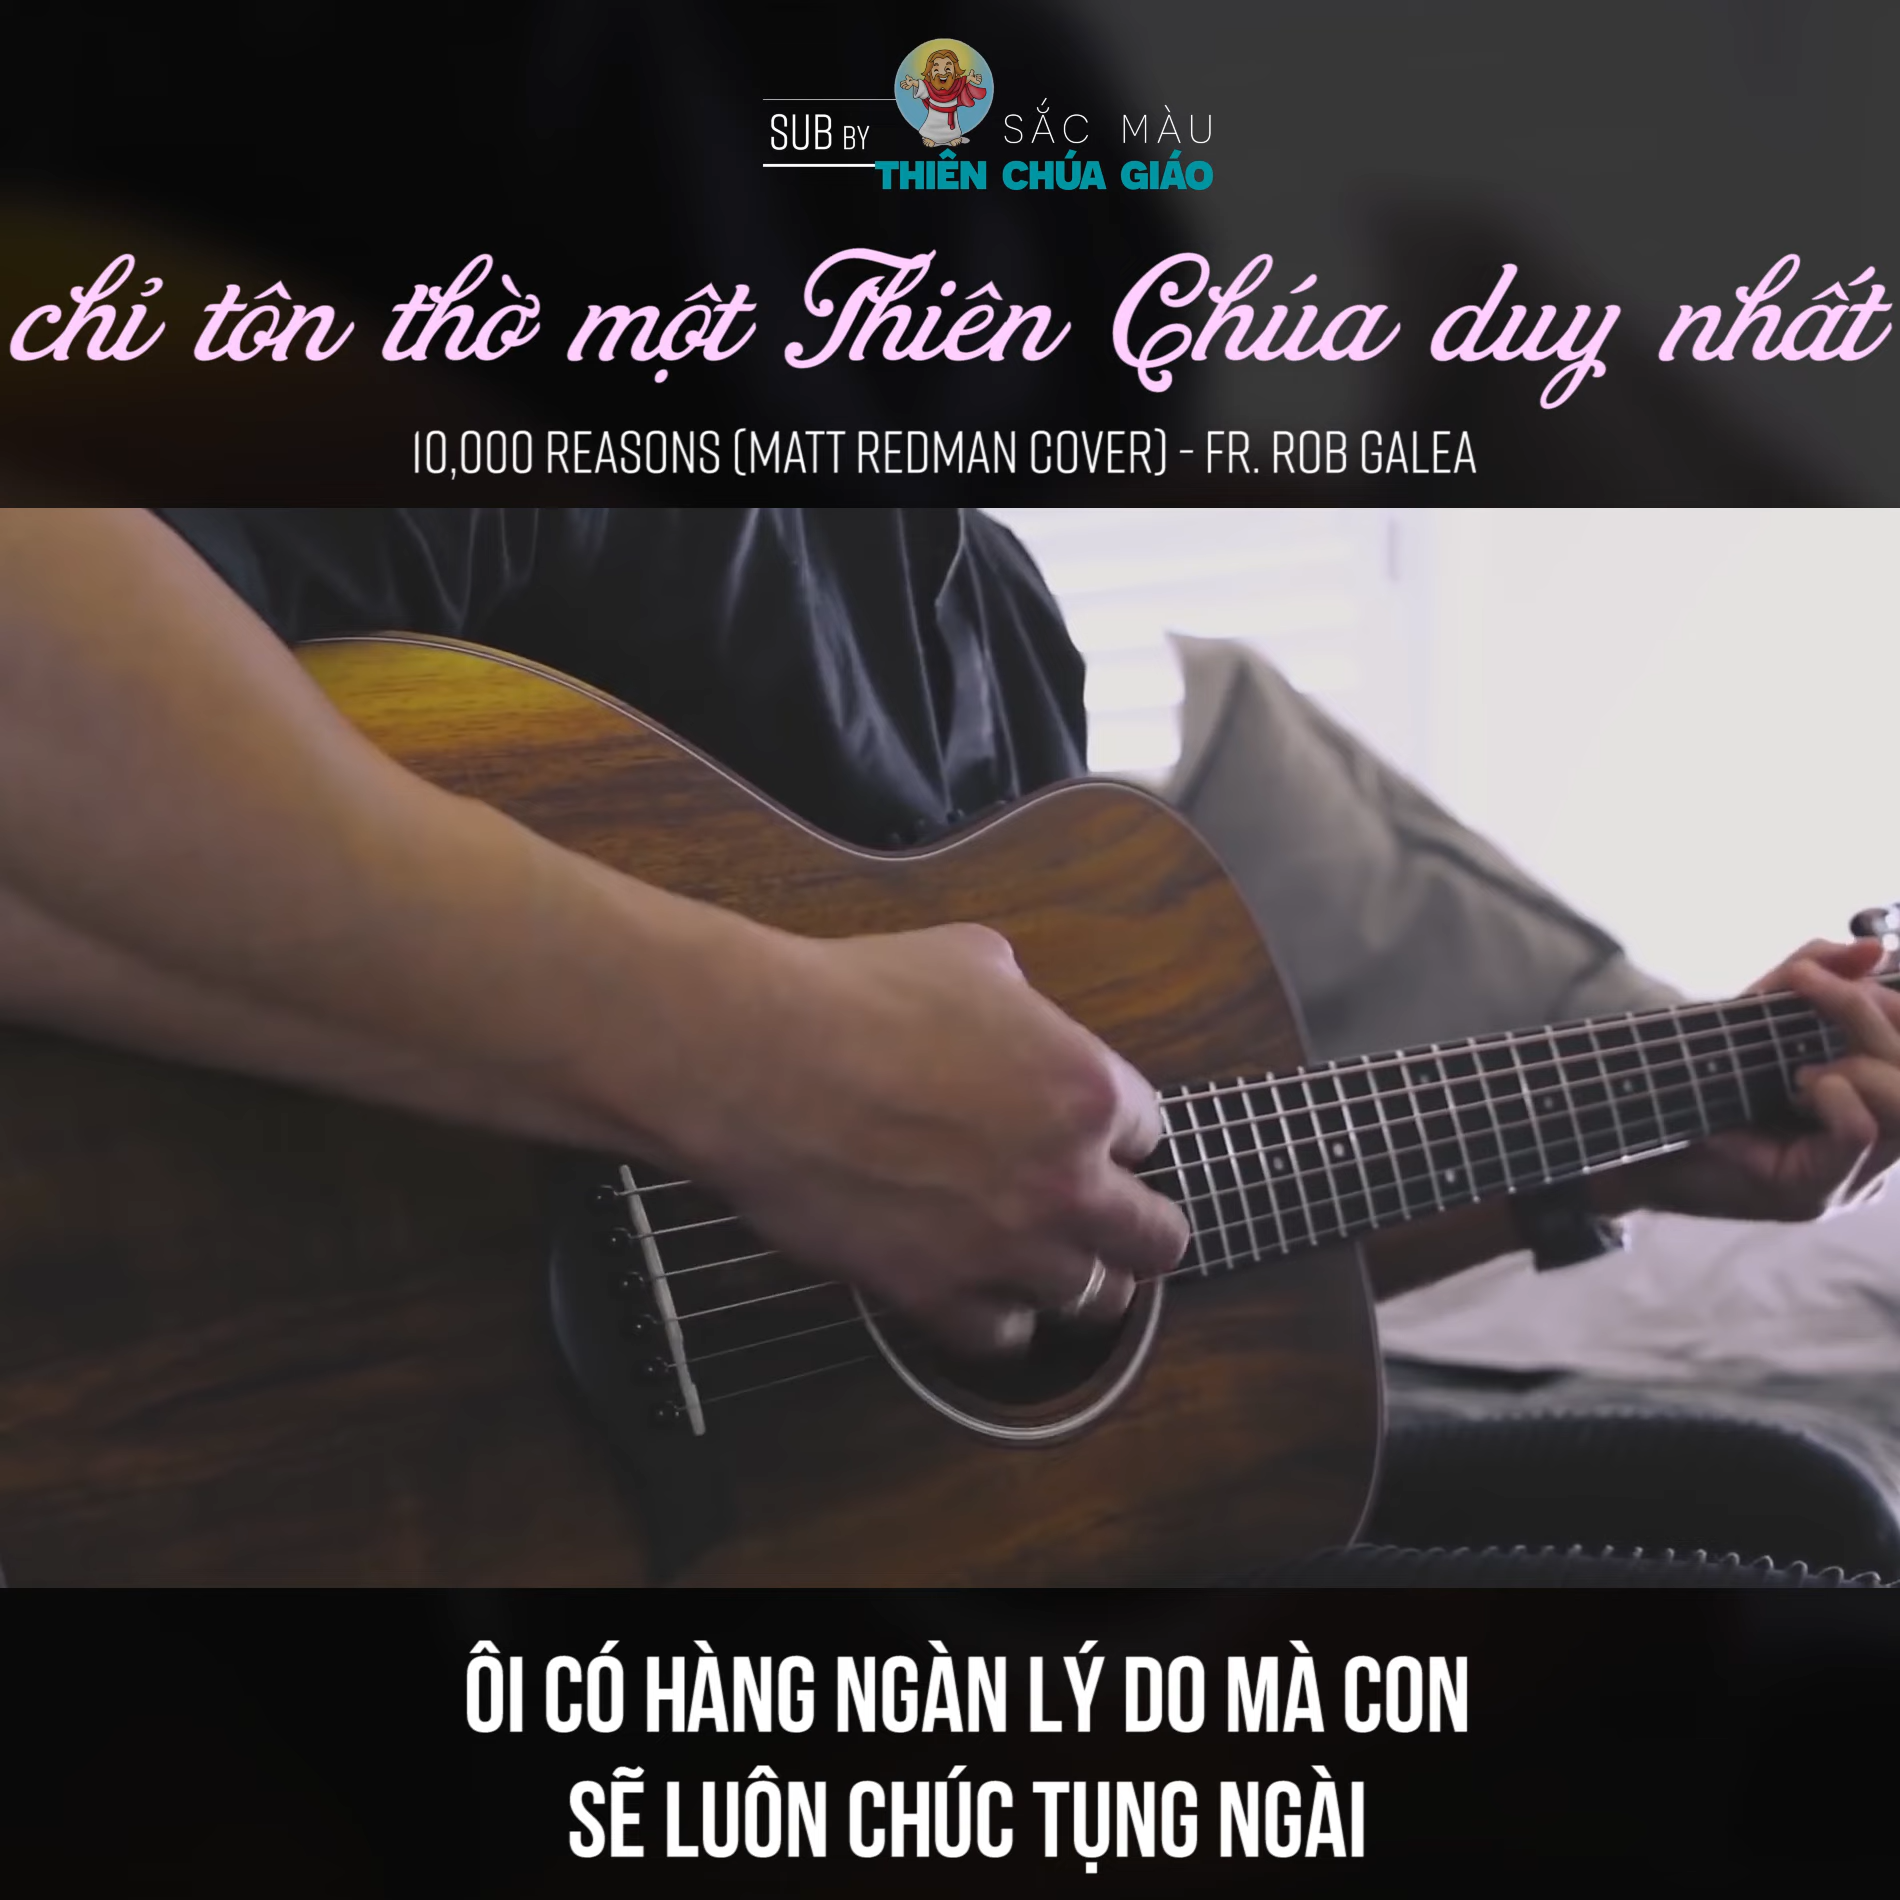 SUB BY SẮC MÀU
THIÊN CHÚA GIÁO
chỉ tôn thờ một Thiên Chúa duy nhất
10,000 REASONS (MATT REDMAN COVER) - FR. ROB GALEA
ÔI CÓ HÀNG NGÀN LÝ DO MÀ CON
SẼ LUÔN CHÚC TỤNG NGÀI